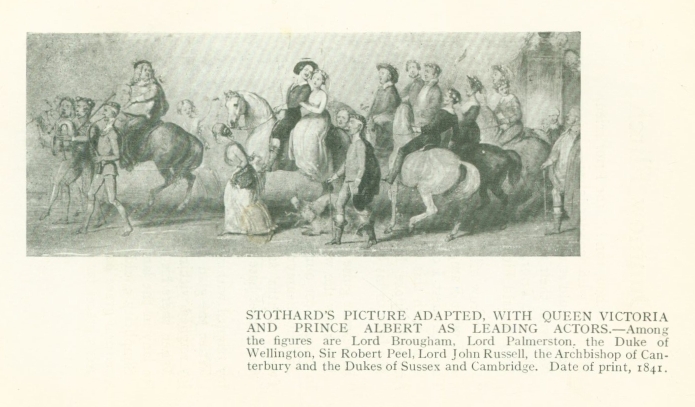 STOTHARD'S PICTURE ADAPTED, WITH QUEEN VICTORIA
AND PRINCE ALBERT AS LEADING ACTORS.—Among
the figures are Lord Brougham, Lord Palmerston, the Duke of
Wellington, Sir Robert Peel, Lord John Russell, the Archbishop of Can-
terbury and the Dukes of Sussex and Cambridge. Date of print, 1841.